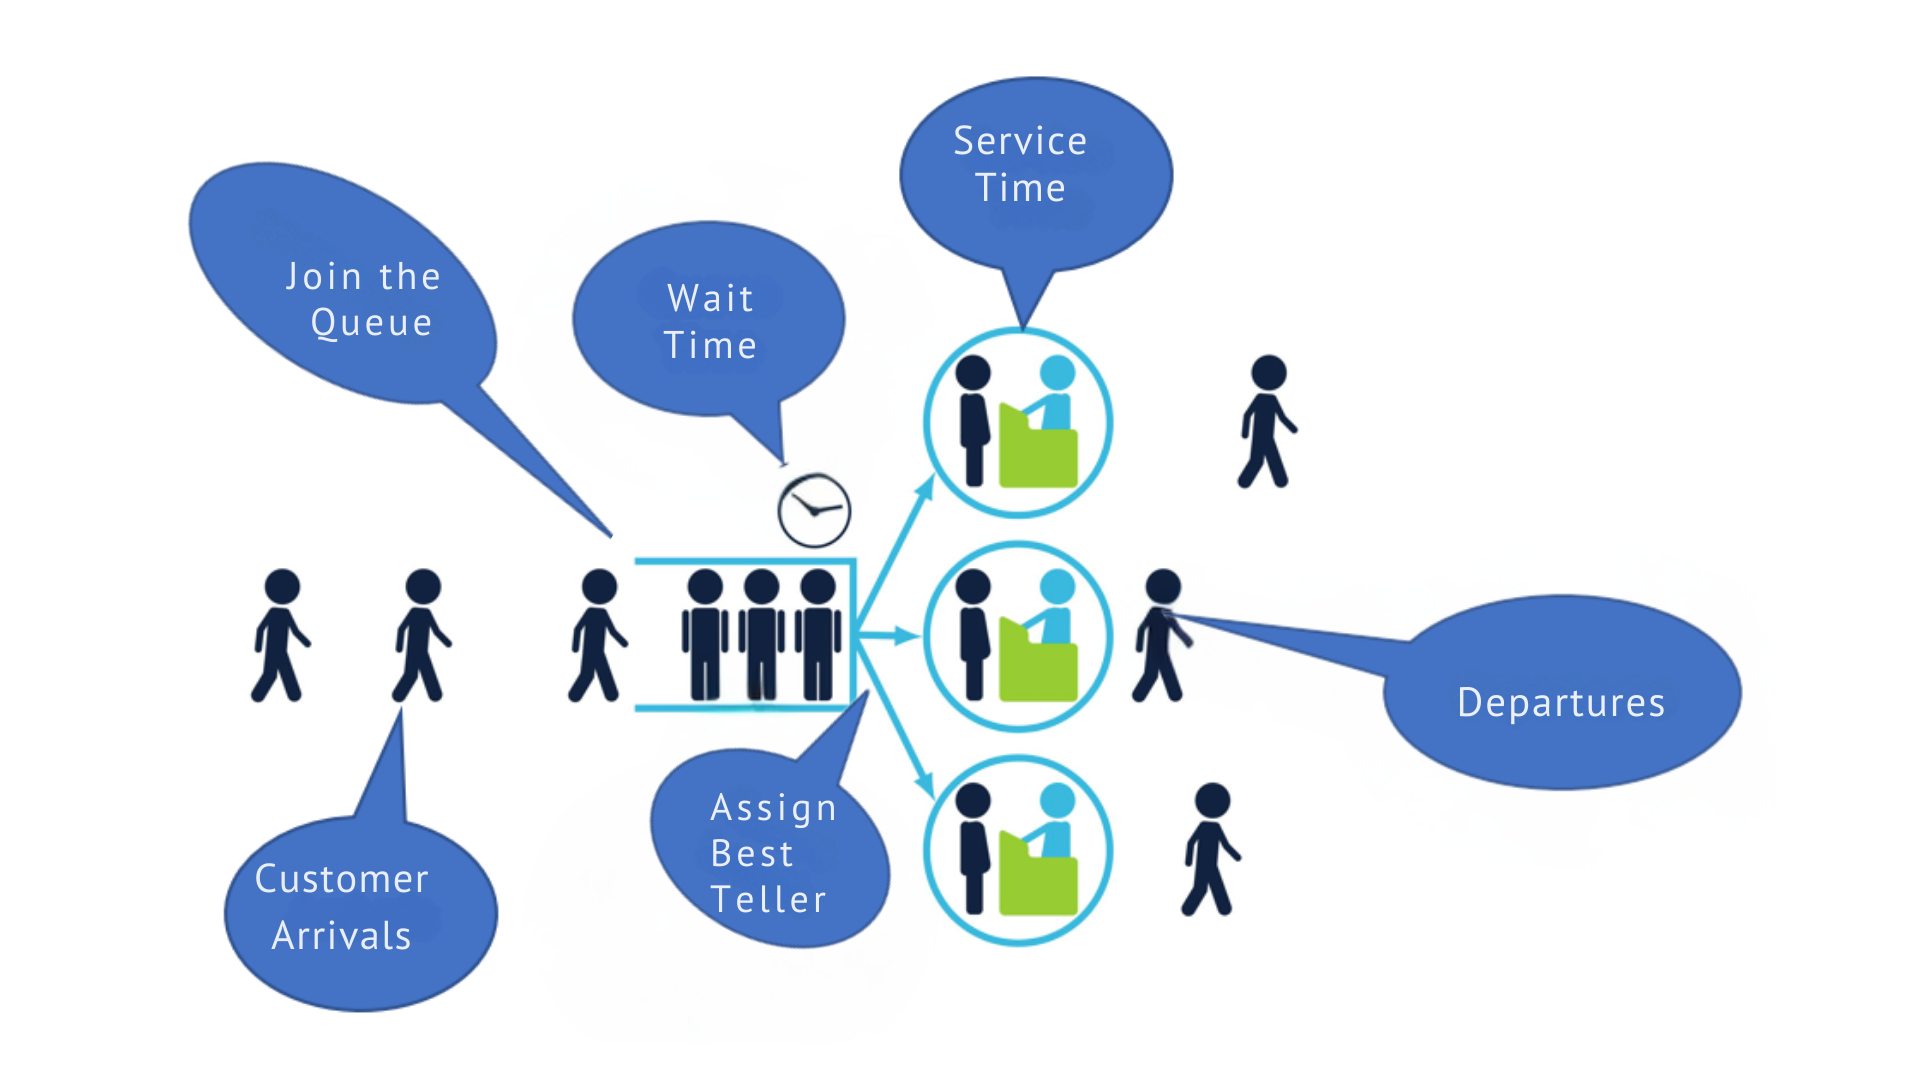 Service
Time
Join the
Queue
Wait
Time
Departures
Assign
Best
Teller
Customer
Arrivals